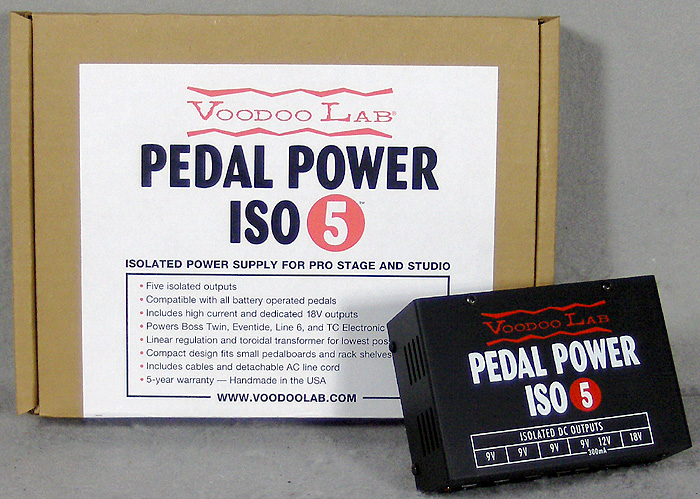 VOODOO LAB®
PEDAL POWER
ISO 5™
ISOLATED POWER SUPPLY FOR PRO STAGE AND STUDIO
• Five isolated outputs
• Compatible with all battery operated pedals
• Includes high current and dedicated 18V outputs
• Powers Boss Twin, Eventide, Line 6, and TC Electronic
• Linear regulation and toroidal transformer for lowest
• Compact design fits small pedalboards and rack shelves
• Includes cables and detachable AC line cord
• 5-year warranty — Handmade in the USA
WWW.VOODOOLAB.COM
VOODOO LAB
PEDAL POWER
ISO 5
ISOLATED DC OUTPUTS
9V 9V 9V 9V 12V 18V
300mA